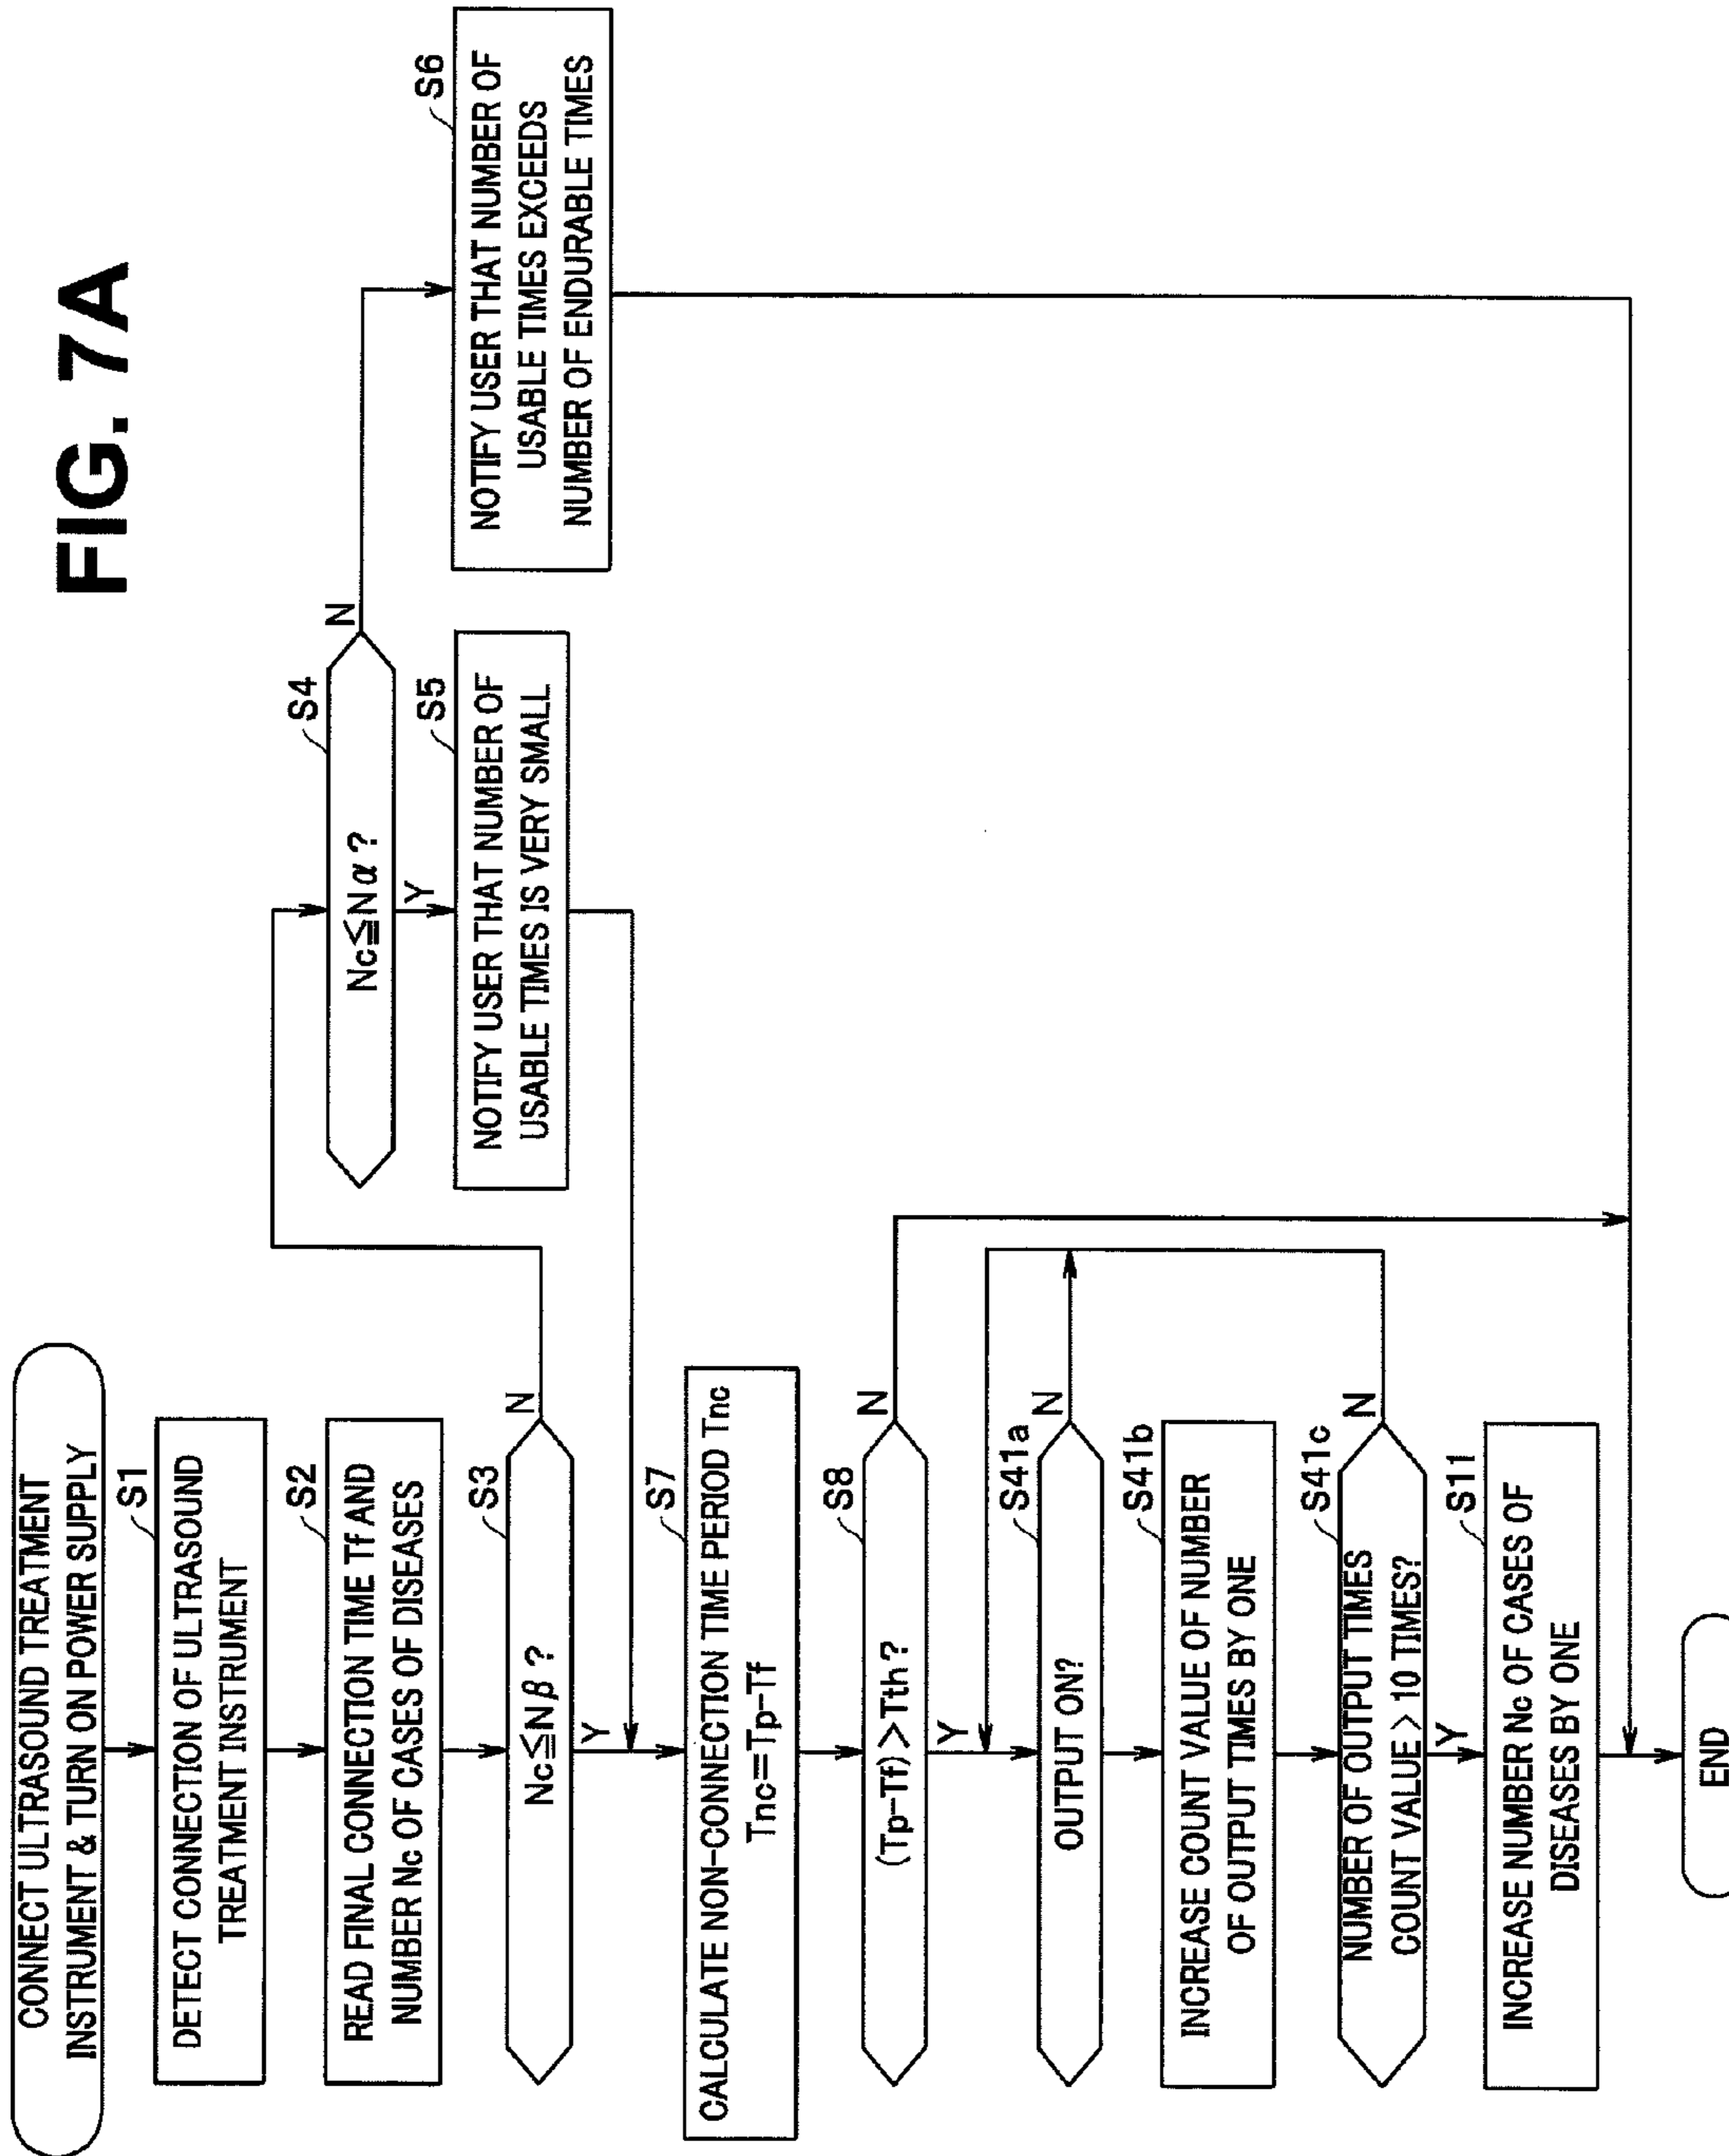 FIG. 7A
CONNECT ULTRASOUND TREATMENT
INSTRUMENT & TURN ON POWER SUPPLY
S1
DETECT CONNECTION OF ULTRASOUND
TREATMENT INSTRUMENT
S2
READ FINAL CONNECTION TIME Tf AND
NUMBER Nc OF CASES OF DISEASES
S3
Nc≦Nβ?
N
Y
S4
Nc≦Nα?
N
Y
S5
NOTIFY USER THAT NUMBER OF
USABLE TIMES IS VERY SMALL
S6
NOTIFY USER THAT NUMBER OF
USABLE TIMES EXCEEDS
NUMBER OF ENDURABLE TIMES
S7
CALCULATE NON-CONNECTION TIME PERIOD Tnc
Tnc=Tp-Tf
S8
(Tp-Tf)>Tth?
N
Y
S41a
OUTPUT ON?
N
S41b
INCREASE COUNT VALUE OF NUMBER
OF OUTPUT TIMES BY ONE
S41c
NUMBER OF OUTPUT TIMES
COUNT VALUE > 10 TIMES?
N
Y
S11
INCREASE NUMBER Nc OF CASES OF
DISEASES BY ONE
END